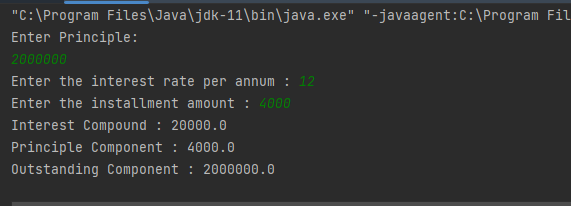 "C:\Program Files\Java\jdk-11\bin\java.exe" "-javaagent:C:\Program Fil
Enter Principle:
2000000
Enter the interest rate per annum : 12
Enter the installment amount : 4000
Interest Compound : 20000.0
Principle Component : 4000.0
Outstanding Component : 2000000.0